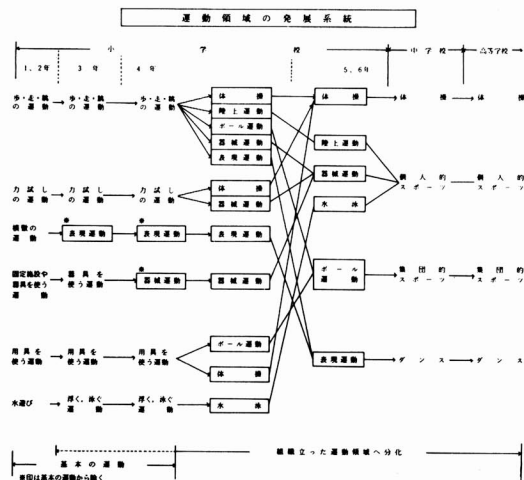 運動領域の発展系統
小 学 校 中学校 高等学校
1、2年 3年 4年 5、6年
歩・走・跳の運動 歩・走・跳の運動 歩・走・跳の運動 体操 体操 体操 体操
陸上運動
ボール運動
器械運動
表現運動
陸上運動
器械運動
水泳
個人的スポーツ 個人的スポーツ
力試しの運動 力試しの運動 力試しの運動 体操
器械運動
模倣の運動 ※表現運動 ※表現運動 表現運動
固定施設や器具を使う運動 器具を使う運動 ※器械運動 器械運動 ボール運動 集団的スポーツ 集団的スポーツ
用具を使う運動 用具を使う運動 用具を使う運動 ボール運動
体操
表現運動 ダンス ダンス
水遊び 浮く、泳ぐ運動 浮く、泳ぐ運動 水泳
基本の運動 組織立った運動領域へ分化
※印は基本の運動から除く